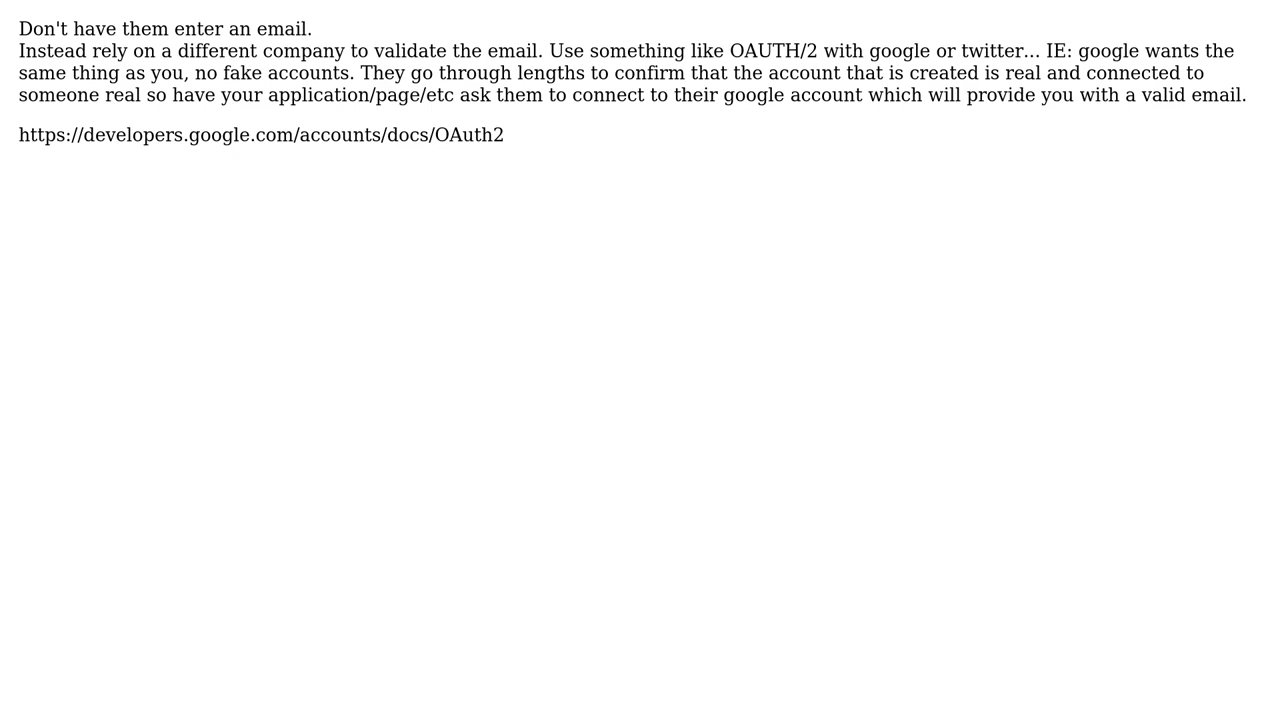 Don't have them enter an email.
Instead rely on a different company to validate the email. Use something like OAUTH/2 with google or twitter... IE: google wants the
same thing as you, no fake accounts. They go through lengths to confirm that the account that is created is real and connected to
someone real so have your application/page/etc ask them to connect to their google account which will provide you with a valid email.
https://developers.google.com/accounts/docs/OAuth2